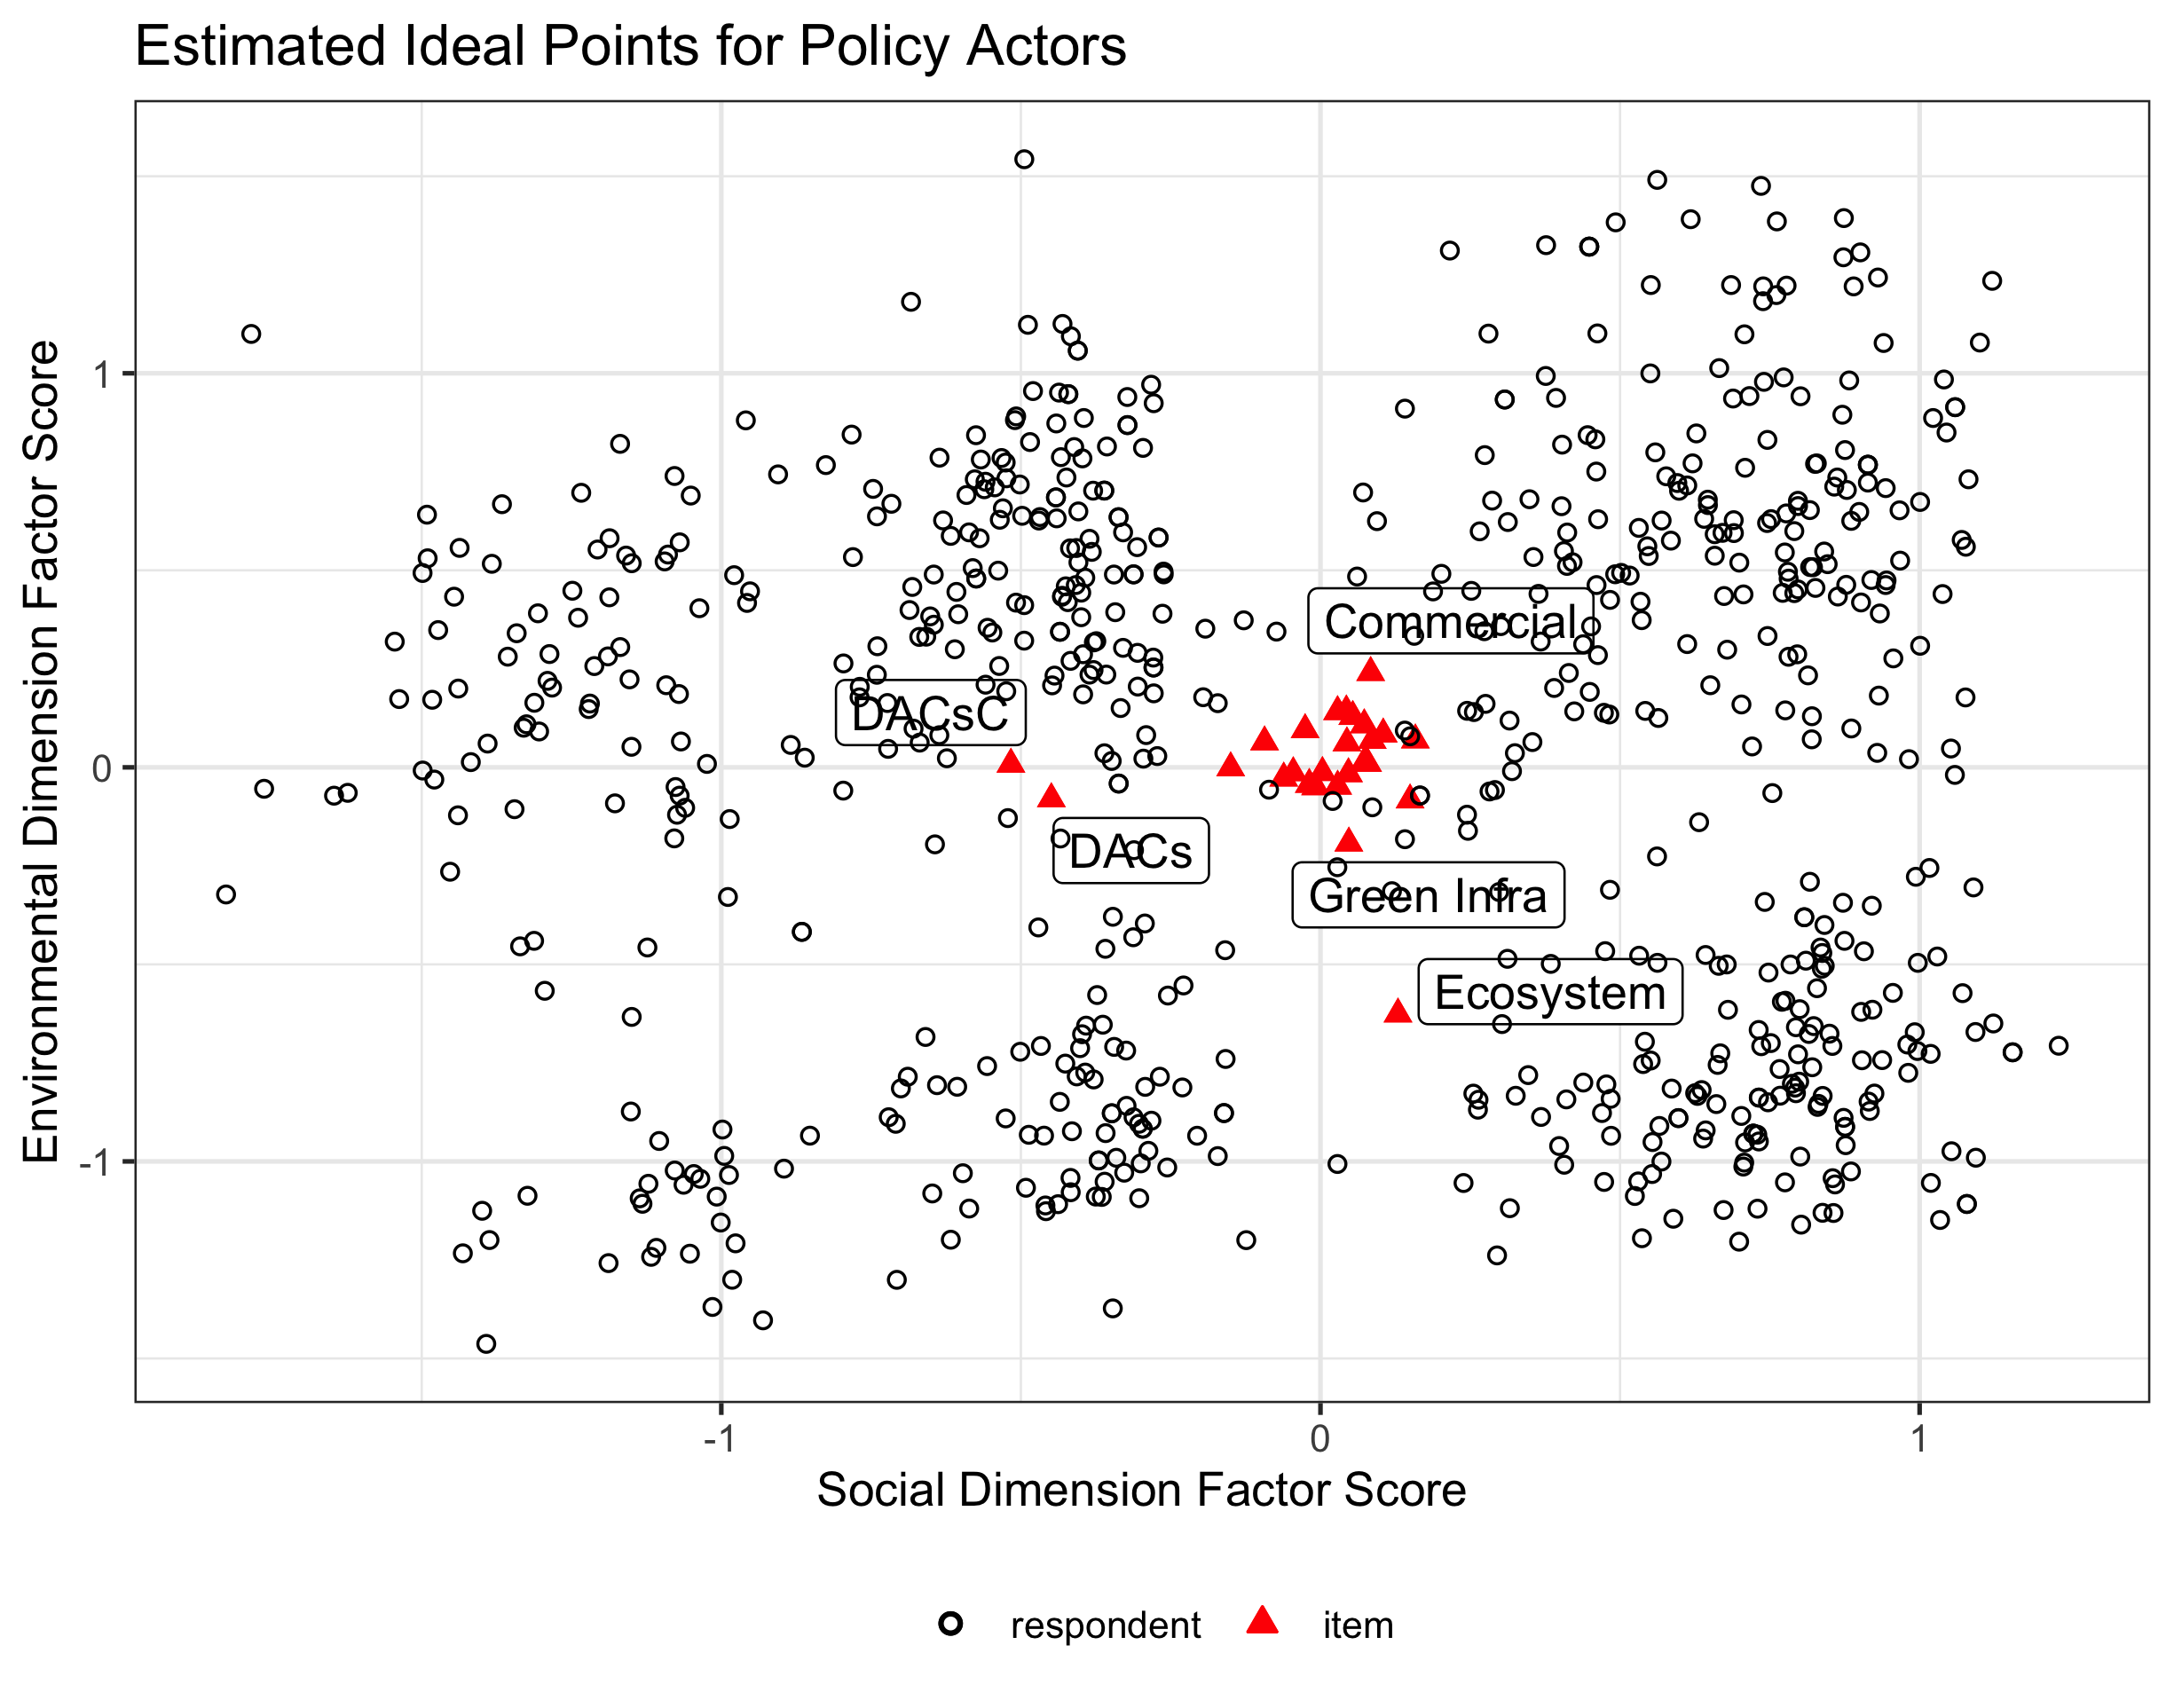 Estimated Ideal Points for Policy Actors
Environmental Dimension Factor Score
1
0
-1
Commercial
DACsC
DACs
Green Infra
Ecosystem
-1
0
1
Social Dimension Factor Score
respondent
item